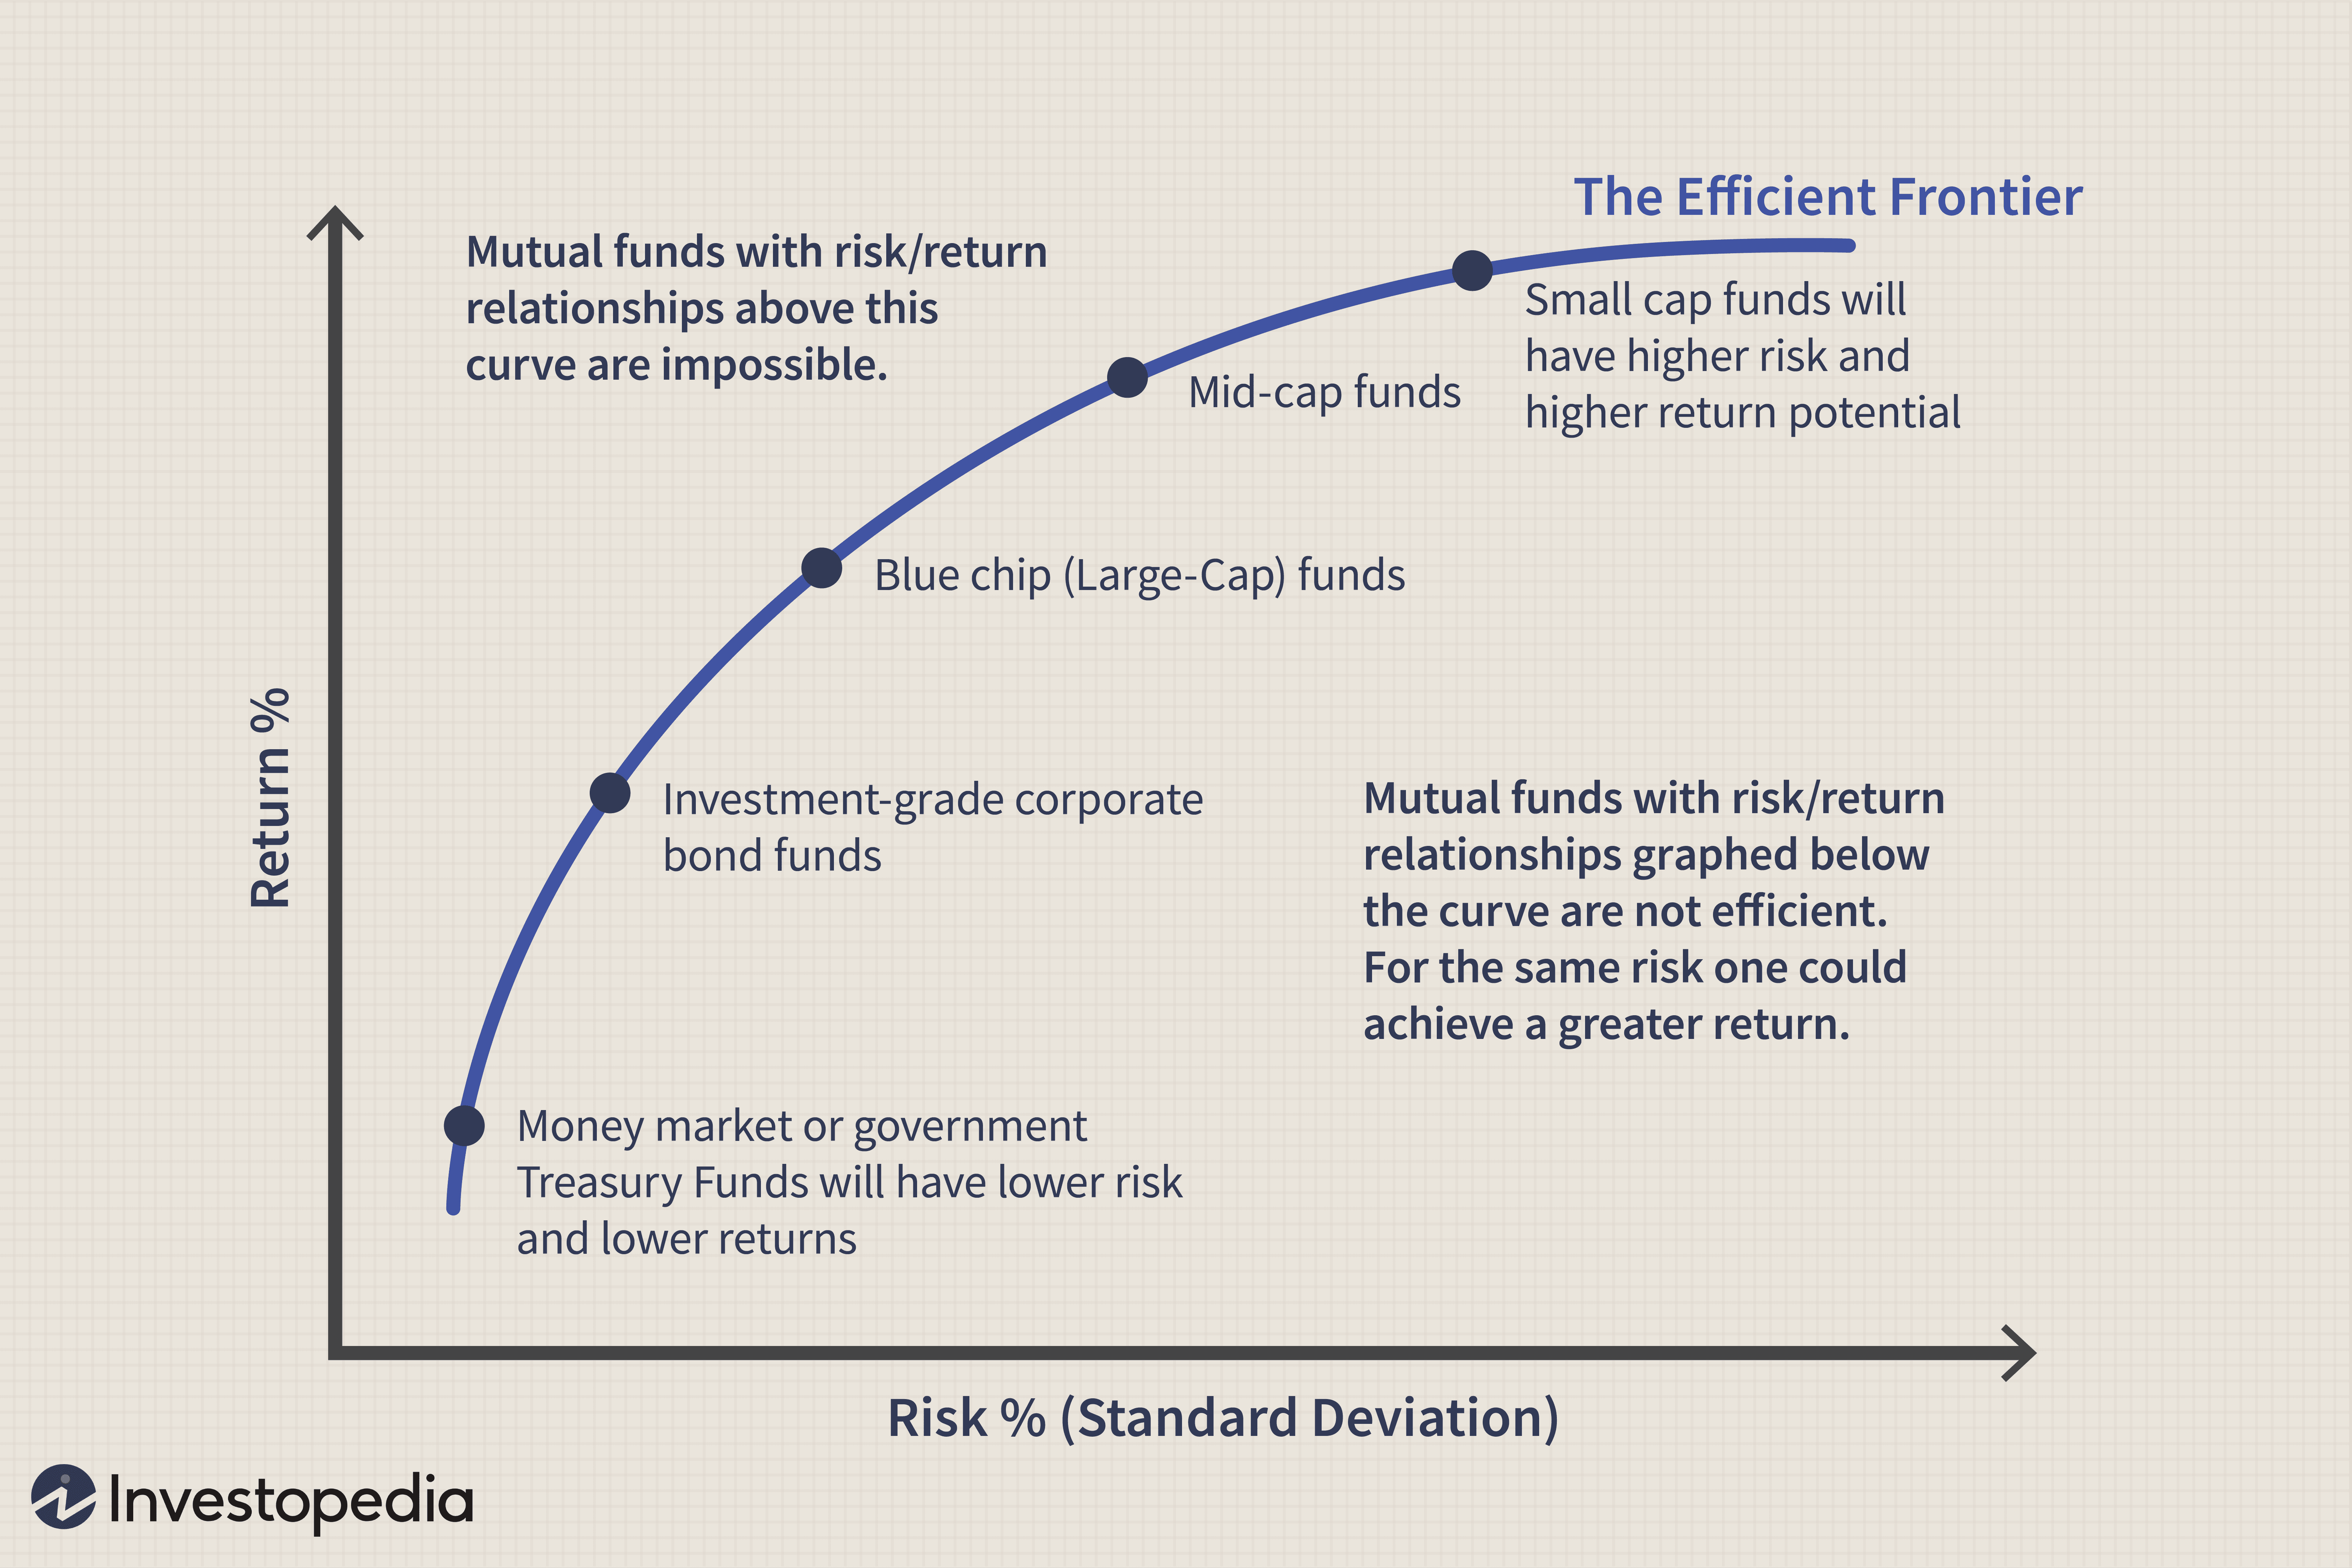 The Efficient Frontier
Mutual funds with risk/return
relationships above this
curve are impossible.
Small cap funds will
have higher risk and
higher return potential
Mid-cap funds
Blue chip (Large-Cap) funds
Return %
Investment-grade corporate
bond funds
Mutual funds with risk/return
relationships graphed below
the curve are not efficient.
For the same risk one could
achieve a greater return.
Money market or government
Treasury Funds will have lower risk
and lower returns
Risk % (Standard Deviation)
Investopedia